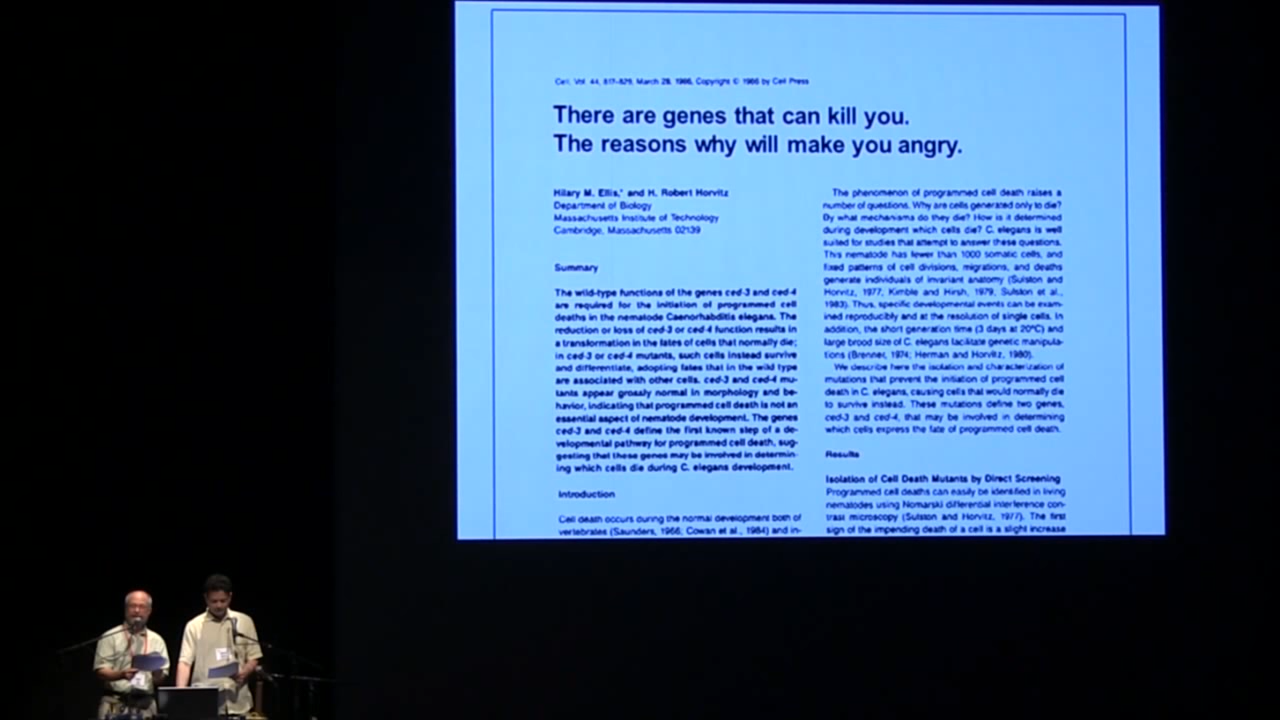 Cell, Vol. 44, 817-829, March 28, 1986, Copyright © 1986 by Cell Press
There are genes that can kill you.
The reasons why will make you angry.
Hilary M. Ellis,* and H. Robert Horvitz
Department of Biology
Massachusetts Institute of Technology
Cambridge, Massachusetts 02139
Summary
The wild-type functions of the genes ced-3 and ced-4
are required for the initiation of programmed cell
deaths in the nematode Caenorhabditis elegans. The
reduction or loss of ced-3 or ced-4 function results in
a transformation in the fates of cells that normally die;
in ced-3 or ced-4 mutants, such cells instead survive
and differentiate, adopting fates that in the wild type
are associated with other cells. ced-3 and ced-4 mu-
tants appear grossly normal in morphology and be-
havior, indicating that programmed cell death is not an
essential aspect of nematode development. The genes
ced-3 and ced-4 define the first known step of a de-
velopmental pathway for programmed cell death, sug-
gesting that these genes may be involved in determin-
ing which cells die during C. elegans development.
Introduction
Cell death occurs during the normal development both of
vertebrates (Saunders, 1966; Cowan et al., 1984) and in-
The phenomenon of programmed cell death raises a
number of questions. Why are cells generated only to die?
By what mechanisms do they die? How is it determined
during development which cells die? C. elegans is well
suited for studies that attempt to answer these questions.
This nematode has fewer than 1000 somatic cells, and
fixed patterns of cell divisions, migrations, and deaths
generate individuals of invariant anatomy (Sulston and
Horvitz, 1977; Kimble and Hirsh, 1979; Sulston et al.,
1983). Thus, specific developmental events can be exam-
ined reproducibly and at the resolution of single cells. In
addition, the short generation time (3 days at 20°C) and
large brood size of C. elegans facilitate genetic manipula-
tions (Brenner, 1974; Herman and Horvitz, 1980).
We describe here the isolation and characterization of
mutations that prevent the initiation of programmed cell
death in C. elegans, causing cells that would normally die
to survive instead. These mutations define two genes,
ced-3 and ced-4, that may be involved in determining
which cells express the fate of programmed cell death.
Results
Isolation of Cell Death Mutants by Direct Screening
Programmed cell deaths can easily be identified in living
nematodes using Nomarski differential interference con-
trast microscopy (Sulston and Horvitz, 1977). The first
sign of the impending death of a cell is a slight increase